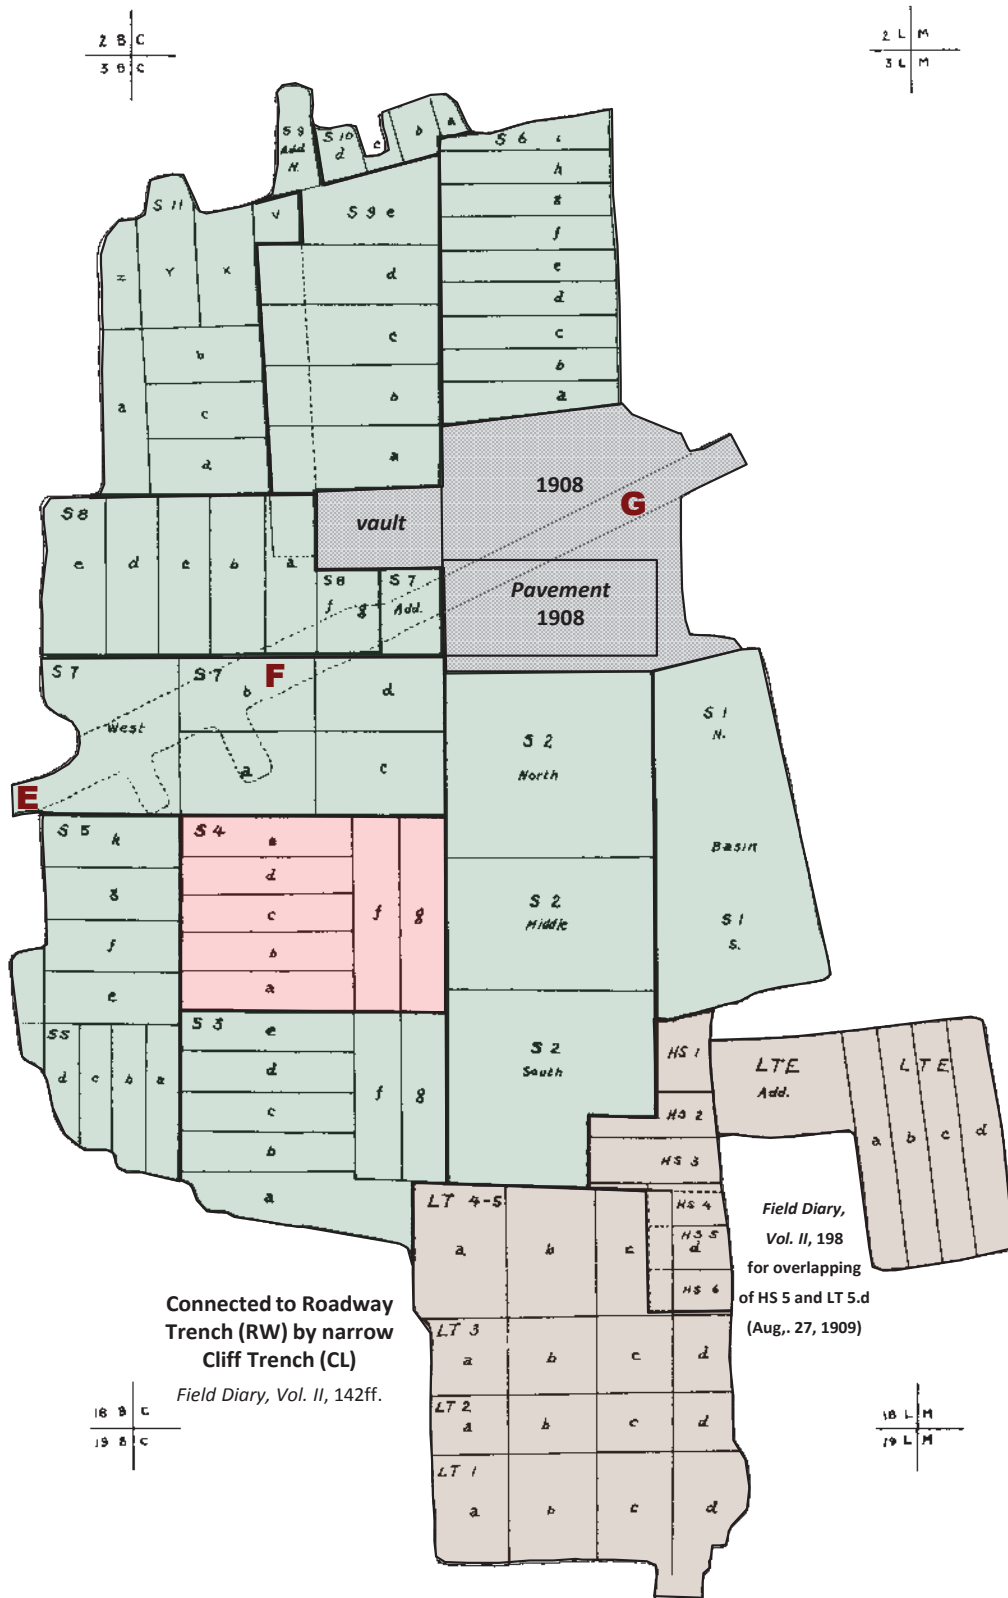 2 B C
3 B C
2 L M
3 L M
S 9
Add
N.
S 10
d
c
b
a
S 6 i
h
g
f
e
d
c
b
a
S 11
z
Y
X
V
b
a
c
d
S 9 e
d
c
b
a
1908
G
vault
Pavement
1908
S 8
e
d
c
b
a
S 8
f g
S 7
Add.
S 7
West
S 7
b
F
d
a
c
E
S 2
North
S 1
N.
Basin
S 1
S.
S 2
Middle
S 2
South
S 5 h
g
f
e
S 4
e
d
c
b
a
f
g
S5
d
c
b
a
S 3
e
d
c
b
a
f
g
HS 1
HS 2
HS 3
HS 4
HS 5
d
HS 6
LTE
Add.
L T E
a
b
c
d
LT 4-5
a
b
c
Field Diary,
Vol. II, 198
for overlapping
of HS 5 and LT 5.d
(Aug,. 27, 1909)
Connected to Roadway
Trench (RW) by narrow
Cliff Trench (CL)
Field Diary, Vol. II, 142ff.
LT 3
a
b
c
d
LT 2
a
b
c
d
LT 1
a
b
c
d
18 B C
19 B C
18 L M
19 L M